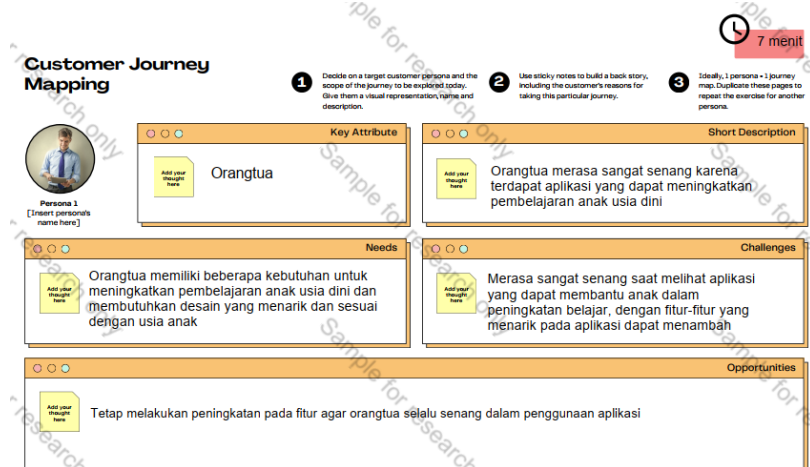 7 menit
Customer Journey
Mapping
1
Decide on a target customer persona and the
scope of the journey to be explored today.
Give them a visual representation, name and
description.
2
Use sticky notes to build a back story,
including the customer's reasons for
taking this particular journey.
3
Ideally, 1 persona = 1 journey
map. Duplicate these pages to
repeat the exercise for another
persona.
Persona 1
[Insert persona's
name here]
Key Attribute
Add your
thought
here
Orangtua
Short Description
Add your
thought
here
Orangtua merasa sangat senang karena
terdapat aplikasi yang dapat meningkatkan
pembelajaran anak usia dini
Needs
Add your
thought
here
Orangtua memiliki beberapa kebutuhan untuk
meningkatkan pembelajaran anak usia dini dan
membutuhkan desain yang menarik dan sesuai
dengan usia anak
Challenges
Add your
thought
here
Merasa sangat senang saat melihat aplikasi
yang dapat membantu anak dalam
peningkatan belajar, dengan fitur-fitur yang
menarik pada aplikasi dapat menambah
Opportunities
Add your
thought
here
Tetap melakukan peningkatan pada fitur agar orangtua selalu senang dalam penggunaan aplikasi
Sample for research only